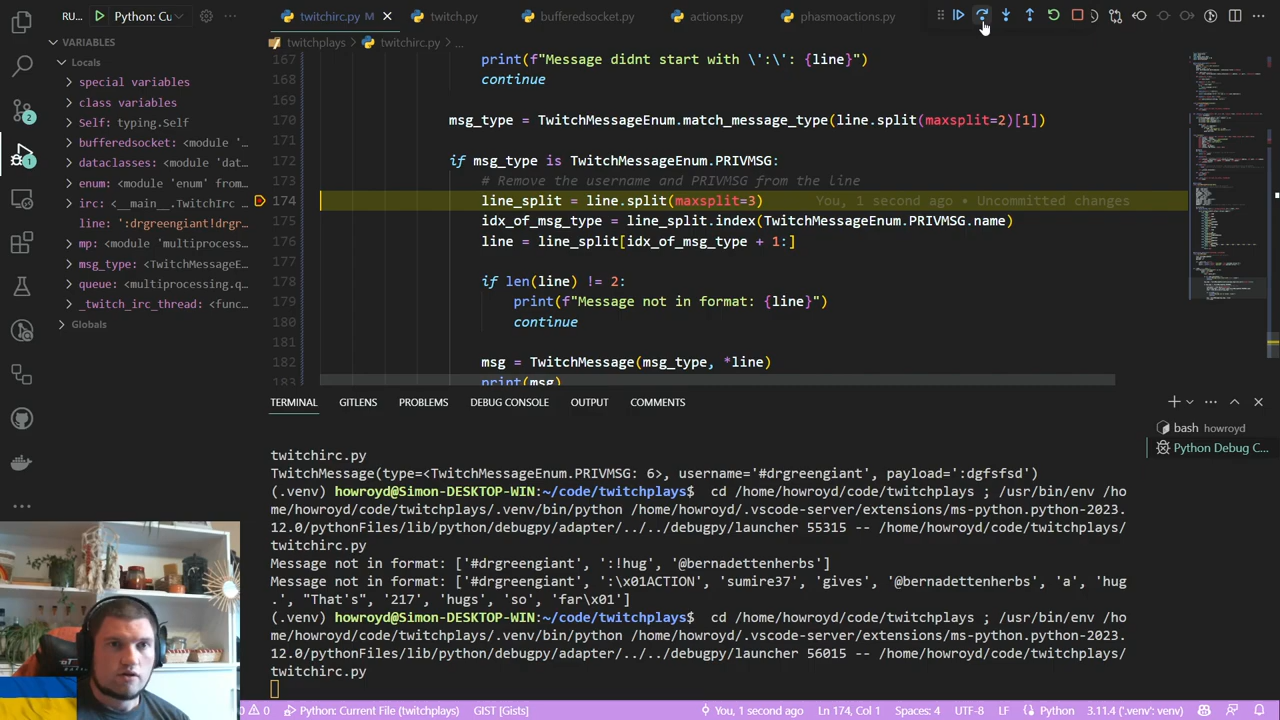 RU... Python: Cu
twitchirc.py M
twitch.py
bufferedsocket.py
actions.py
phasmoactions.py
VARIABLES
Locals
special variables
class variables
Self: typing.Self
bufferedsocket: <module '...
dataclasses: <module 'dat...
enum: <module 'enum' from...
irc: <__main__.TwitchIrc ...
line: ':drgreengiant!drgr...
mp: <module 'multiprocess...
msg_type: <TwitchMessageE...
queue: <multiprocessing.q...
_twitch_irc_thread: <func...
Globals
2
1
twitchplays > twitchirc.py > ...
167 print(f"Message didnt start with \':\': {line}")
168 continue
169
170 msg_type = TwitchMessageEnum.match_message_type(line.split(maxsplit=2)[1])
171
172 if msg_type is TwitchMessageEnum.PRIVMSG:
173 # remove the username and PRIVMSG from the line
174 line_split = line.split(maxsplit=3) You, 1 second ago • Uncommitted changes
175 idx_of_msg_type = line_split.index(TwitchMessageEnum.PRIVMSG.name)
176 line = line_split[idx_of_msg_type + 1:]
177
178 if len(line) != 2:
179 print(f"Message not in format: {line}")
180 continue
181
182 msg = TwitchMessage(msg_type, *line)
183 print(msg)
TERMINAL GITLENS PROBLEMS DEBUG CONSOLE OUTPUT COMMENTS
bash howroyd
Python Debug C...
twitchirc.py
TwitchMessage(type=<TwitchMessageEnum.PRIVMSG: 6>, username='#drgreengiant', payload=':dgfsfsd')
(.venv) howroyd@Simon-DESKTOP-WIN:~/code/twitchplays$ cd /home/howroyd/code/twitchplays ; /usr/bin/env /ho
me/howroyd/code/twitchplays/.venv/bin/python /home/howroyd/.vscode-server/extensions/ms-python.python-2023.
12.0/pythonFiles/lib/python/debugpy/adapter/../../debugpy/launcher 55315 -- /home/howroyd/code/twitchplays/
twitchirc.py
Message not in format: ['#drgreengiant', ':!hug', '@bernadettenherbs']
Message not in format: ['#drgreengiant', ':\x01ACTION', 'sumire37', 'gives', '@bernadettenherbs', 'a', 'hug
.', "That's", '217', 'hugs', 'so', 'far\x01']
(.venv) howroyd@Simon-DESKTOP-WIN:~/code/twitchplays$ cd /home/howroyd/code/twitchplays ; /usr/bin/env /ho
me/howroyd/code/twitchplays/.venv/bin/python /home/howroyd/.vscode-server/extensions/ms-python.python-2023.
12.0/pythonFiles/lib/python/debugpy/adapter/../../debugpy/launcher 56015 -- /home/howroyd/code/twitchplays/
twitchirc.py
0 0 Python: Current File (twitchplays) GIST [Gists] You, 1 second ago Ln 174, Col 1 Spaces: 4 UTF-8 LF Python 3.11.4 ('.venv': venv)